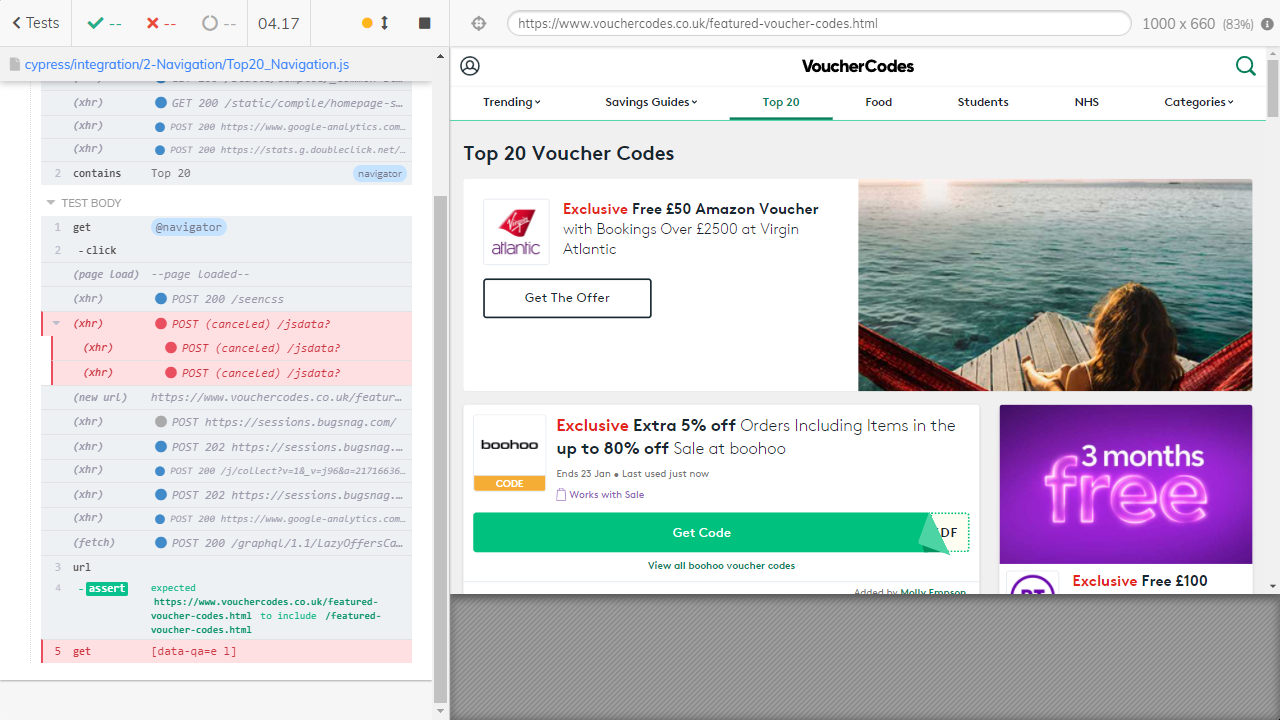 Tests
--
--
--
04.17
https://www.vouchercodes.co.uk/featured-voucher-codes.html
1000 x 660 (83%)
cypress/integration/2-Navigation/Top20_Navigation.js
(xhr) GET 200 /static/compile/homepage-s...
(xhr) POST 200 https://www.google-analytics.com…
(xhr) POST 200 https://stats.g.doubleclick.net/…
2 contains Top 20 navigator
TEST BODY
1 get @navigator
2 -click
(page load) --page loaded--
(xhr) POST 200 /seencss
(xhr) POST (canceled) /jsdata?
(xhr) POST (canceled) /jsdata?
(xhr) POST (canceled) /jsdata?
(new url) https://www.vouchercodes.co.uk/featur...
(xhr) POST https://sessions.bugsnag.com/
(xhr) POST 202 https://sessions.bugsnag....
(xhr) POST 200 /j/collect?v=1&_v=j96&a=21716836…
(xhr) POST 202 https://sessions.bugsnag....
(xhr) POST 200 https://www.google-analytics.com…
(fetch) POST 200 /graphql/1.1/LazyOffersCa...
3 url
4 -assert expected
https://www.vouchercodes.co.uk/featured-
voucher-codes.html to include /featured-
voucher-codes.html
5 get [data-qa=e l]
VoucherCodes
Trending
Savings Guides
Top 20
Food
Students
NHS
Categories
Top 20 Voucher Codes
Virgin
atlantic
Exclusive Free £50 Amazon Voucher
with Bookings Over £2500 at Virgin
Atlantic
Get The Offer
boohoo
CODE
Exclusive Extra 5% off Orders Including Items in the
up to 80% off Sale at boohoo
Ends 23 Jan • Last used just now
Works with Sale
Get Code
DF
View all boohoo voucher codes
Added by Molly Empson
3 months
free
Exclusive Free £100
BT